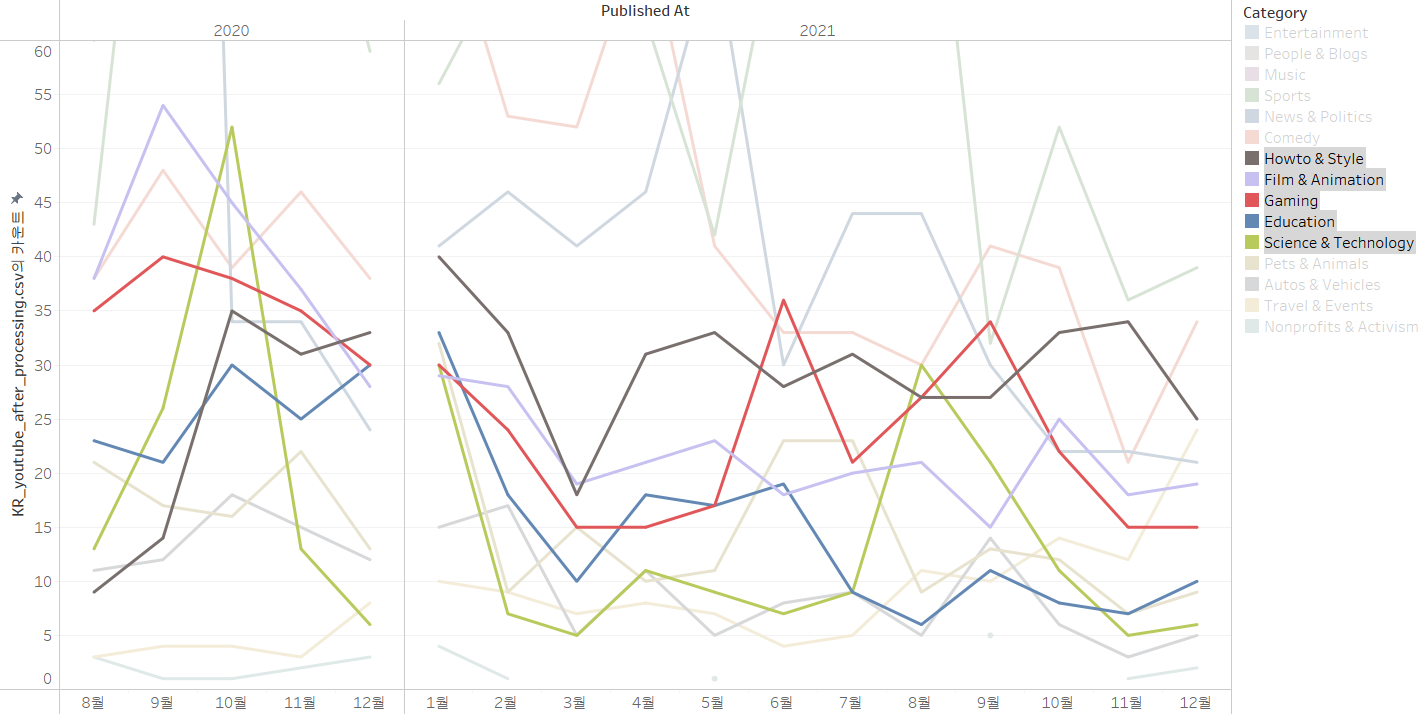 Published At
2020
2021
KR_youtube_after_processing.csv의 카운트
60
55
50
45
40
35
30
25
20
15
10
5
0
8월 9월 10월 11월 12월 1월 2월 3월 4월 5월 6월 7월 8월 9월 10월 11월 12월
Category
Entertainment
People & Blogs
Music
Sports
News & Politics
Comedy
Howto & Style
Film & Animation
Gaming
Education
Science & Technology
Pets & Animals
Autos & Vehicles
Travel & Events
Nonprofits & Activism